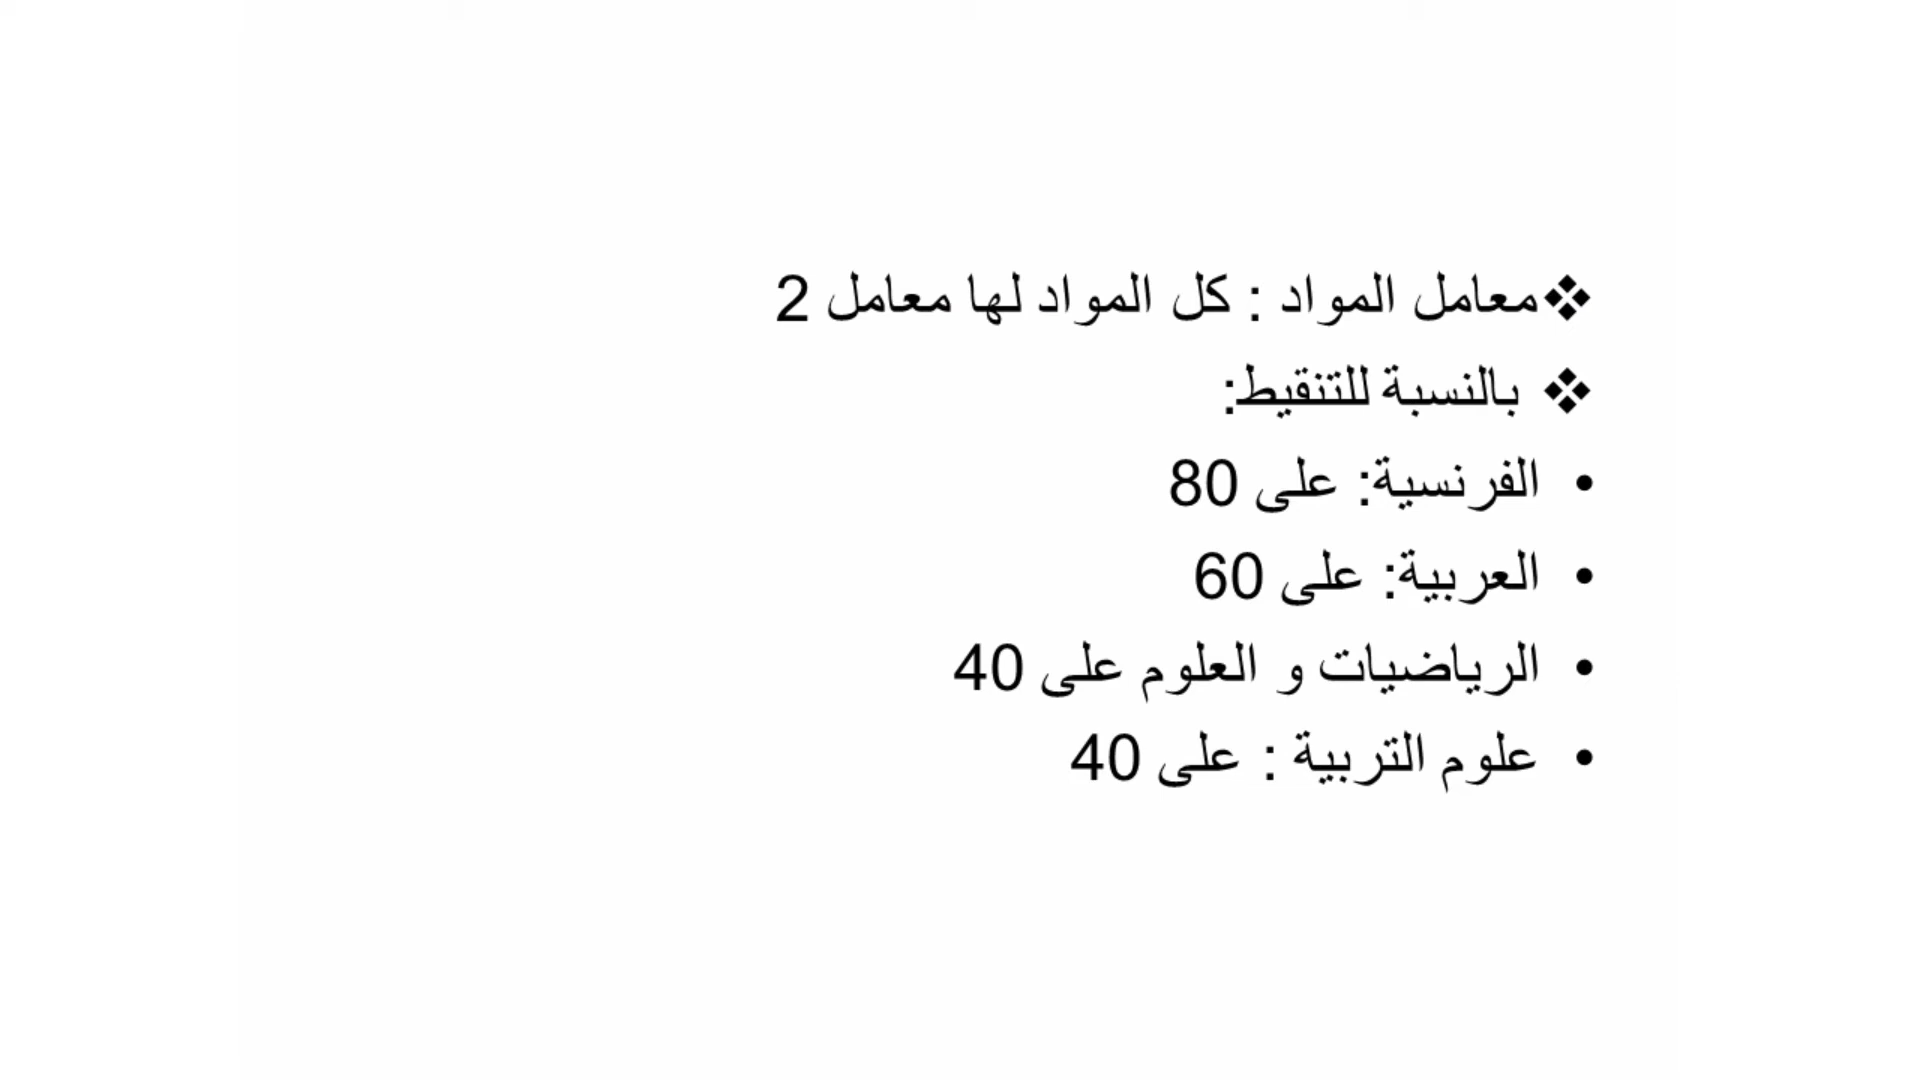 ❖معامل المواد : كل المواد لها معامل 2
❖ بالنسبة للتنقيط:
• الفرنسية: على 80
• العربية: على 60
• الرياضيات و العلوم على 40
• علوم التربية : على 40